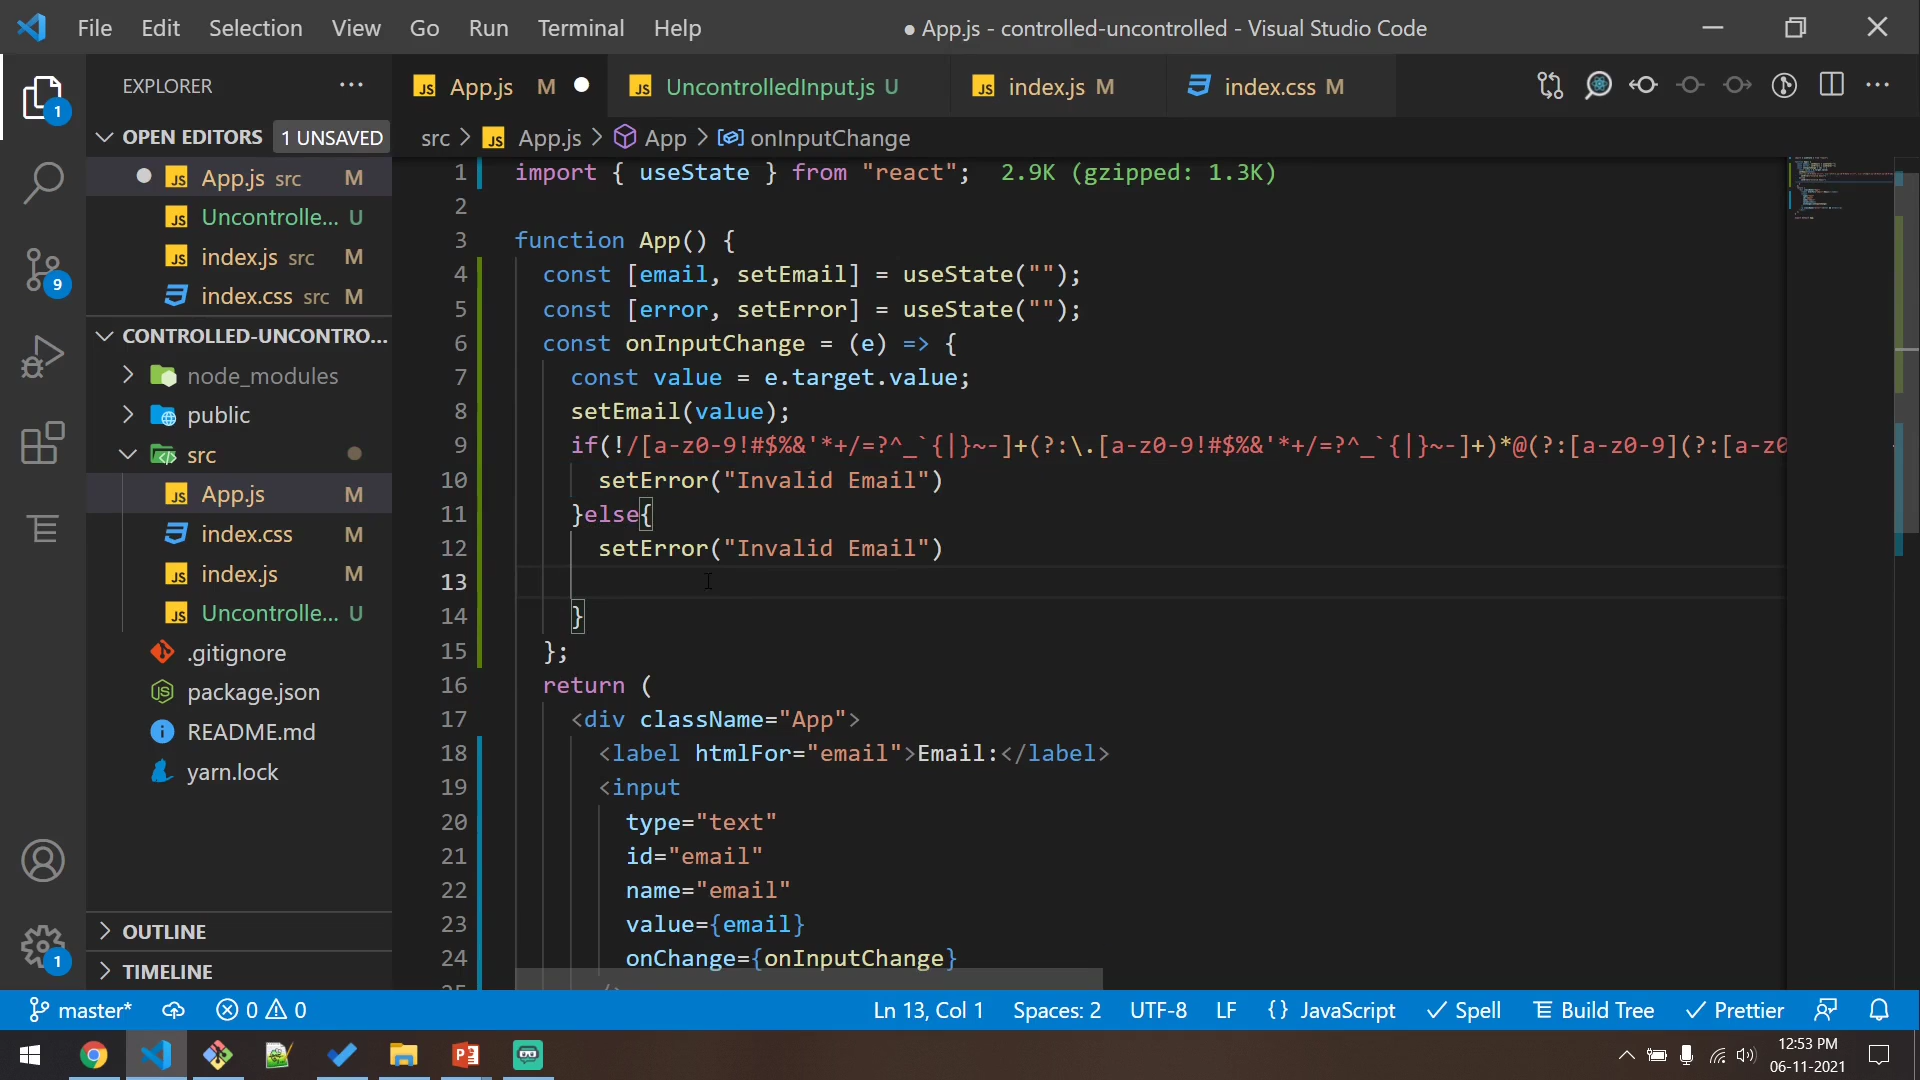 File Edit Selection View Go Run Terminal Help
● App.js - controlled-uncontrolled - Visual Studio Code
EXPLORER
App.js M
UncontrolledInput.js U
index.js M
index.css M
OPEN EDITORS 1 UNSAVED
src > App.js > App > onInputChange
App.js src M
Uncontrolle... U
index.js src M
index.css src M
CONTROLLED-UNCONTRO...
node_modules
public
src
App.js M
index.css M
index.js M
Uncontrolle... U
.gitignore
package.json
README.md
yarn.lock
OUTLINE
TIMELINE
1 import { useState } from "react"; 2.9K (gzipped: 1.3K)
2
3 function App() {
4 const [email, setEmail] = useState("");
5 const [error, setError] = useState("");
6 const onInputChange = (e) => {
7 const value = e.target.value;
8 setEmail(value);
9 if(!/[a-z0-9!#$%&'*+/=?^_`{|}~-]+(?:\.[a-z0-9!#$%&'*+/=?^_`{|}~-]+)*@(?:[a-z0-9](?:[a-z0
10 setError("Invalid Email")
11 }else{
12 setError("Invalid Email")
13
14 }
15 };
16 return (
17 <div className="App">
18 <label htmlFor="email">Email:</label>
19 <input
20 type="text"
21 id="email"
22 name="email"
23 value={email}
24 onChange={onInputChange}
1
9
1
master* 0 0 Ln 13, Col 1 Spaces: 2 UTF-8 LF {} JavaScript Spell Build Tree Prettier
12:53 PM
06-11-2021